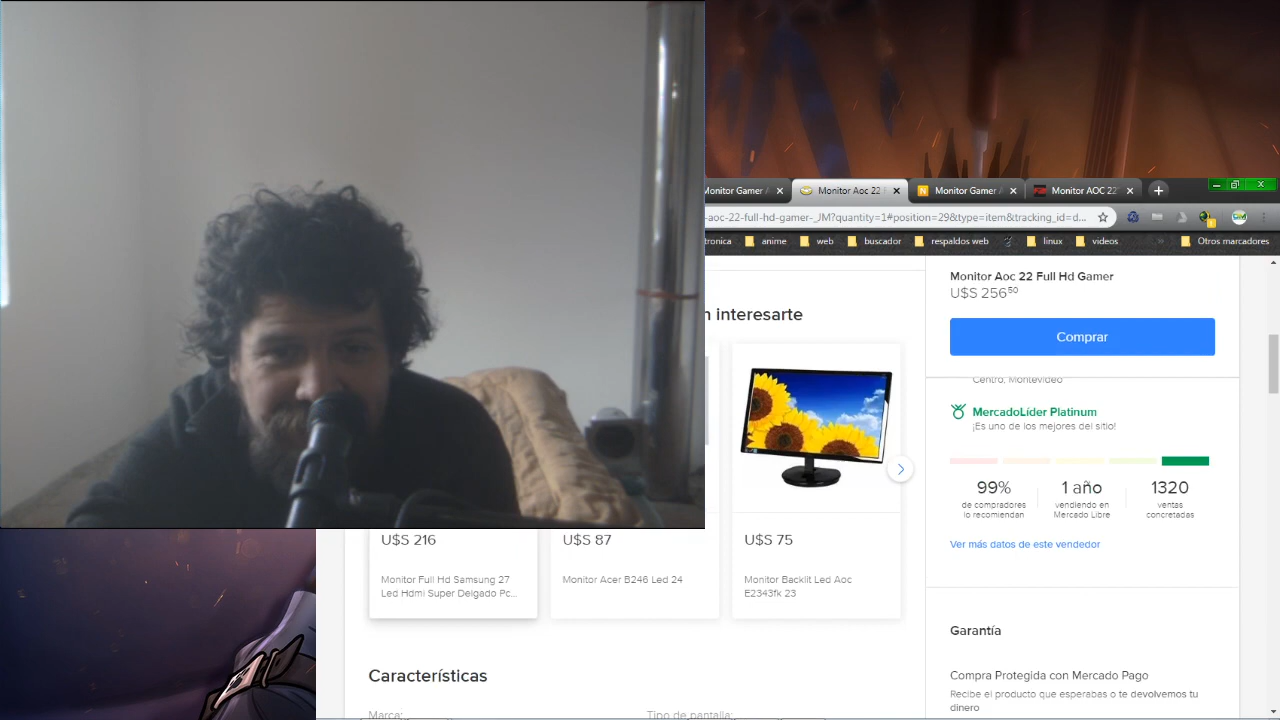 Monitor Gamer
Monitor Aoc 22
Monitor Gamer
Monitor AOC 22
-aoc-22-full-hd-gamer-_JM?quantity=1#position=29&type=item&tracking_id=d...
tronica
anime
web
buscador
respaldos web
linux
videos
»
Otros marcadores
Monitor Aoc 22 Full Hd Gamer
U$S 256⁵⁰
Comprar
n interesarte
Centro, Montevideo
MercadoLíder Platinum
¡Es uno de los mejores del sitio!
99%
de compradores
lo recomiendan
1 año
vendiendo en
Mercado Libre
1320
ventas
concretadas
Ver más datos de este vendedor
U$S 216
Monitor Full Hd Samsung 27
Led Hdmi Super Delgado Pc...
U$S 87
Monitor Acer B246 Led 24
U$S 75
Monitor Backlit Led Aoc
E2343fk 23
Garantía
Compra Protegida con Mercado Pago
Recibe el producto que esperabas o te devolvemos tu
dinero
Características
Marca:
Tipo de pantalla: